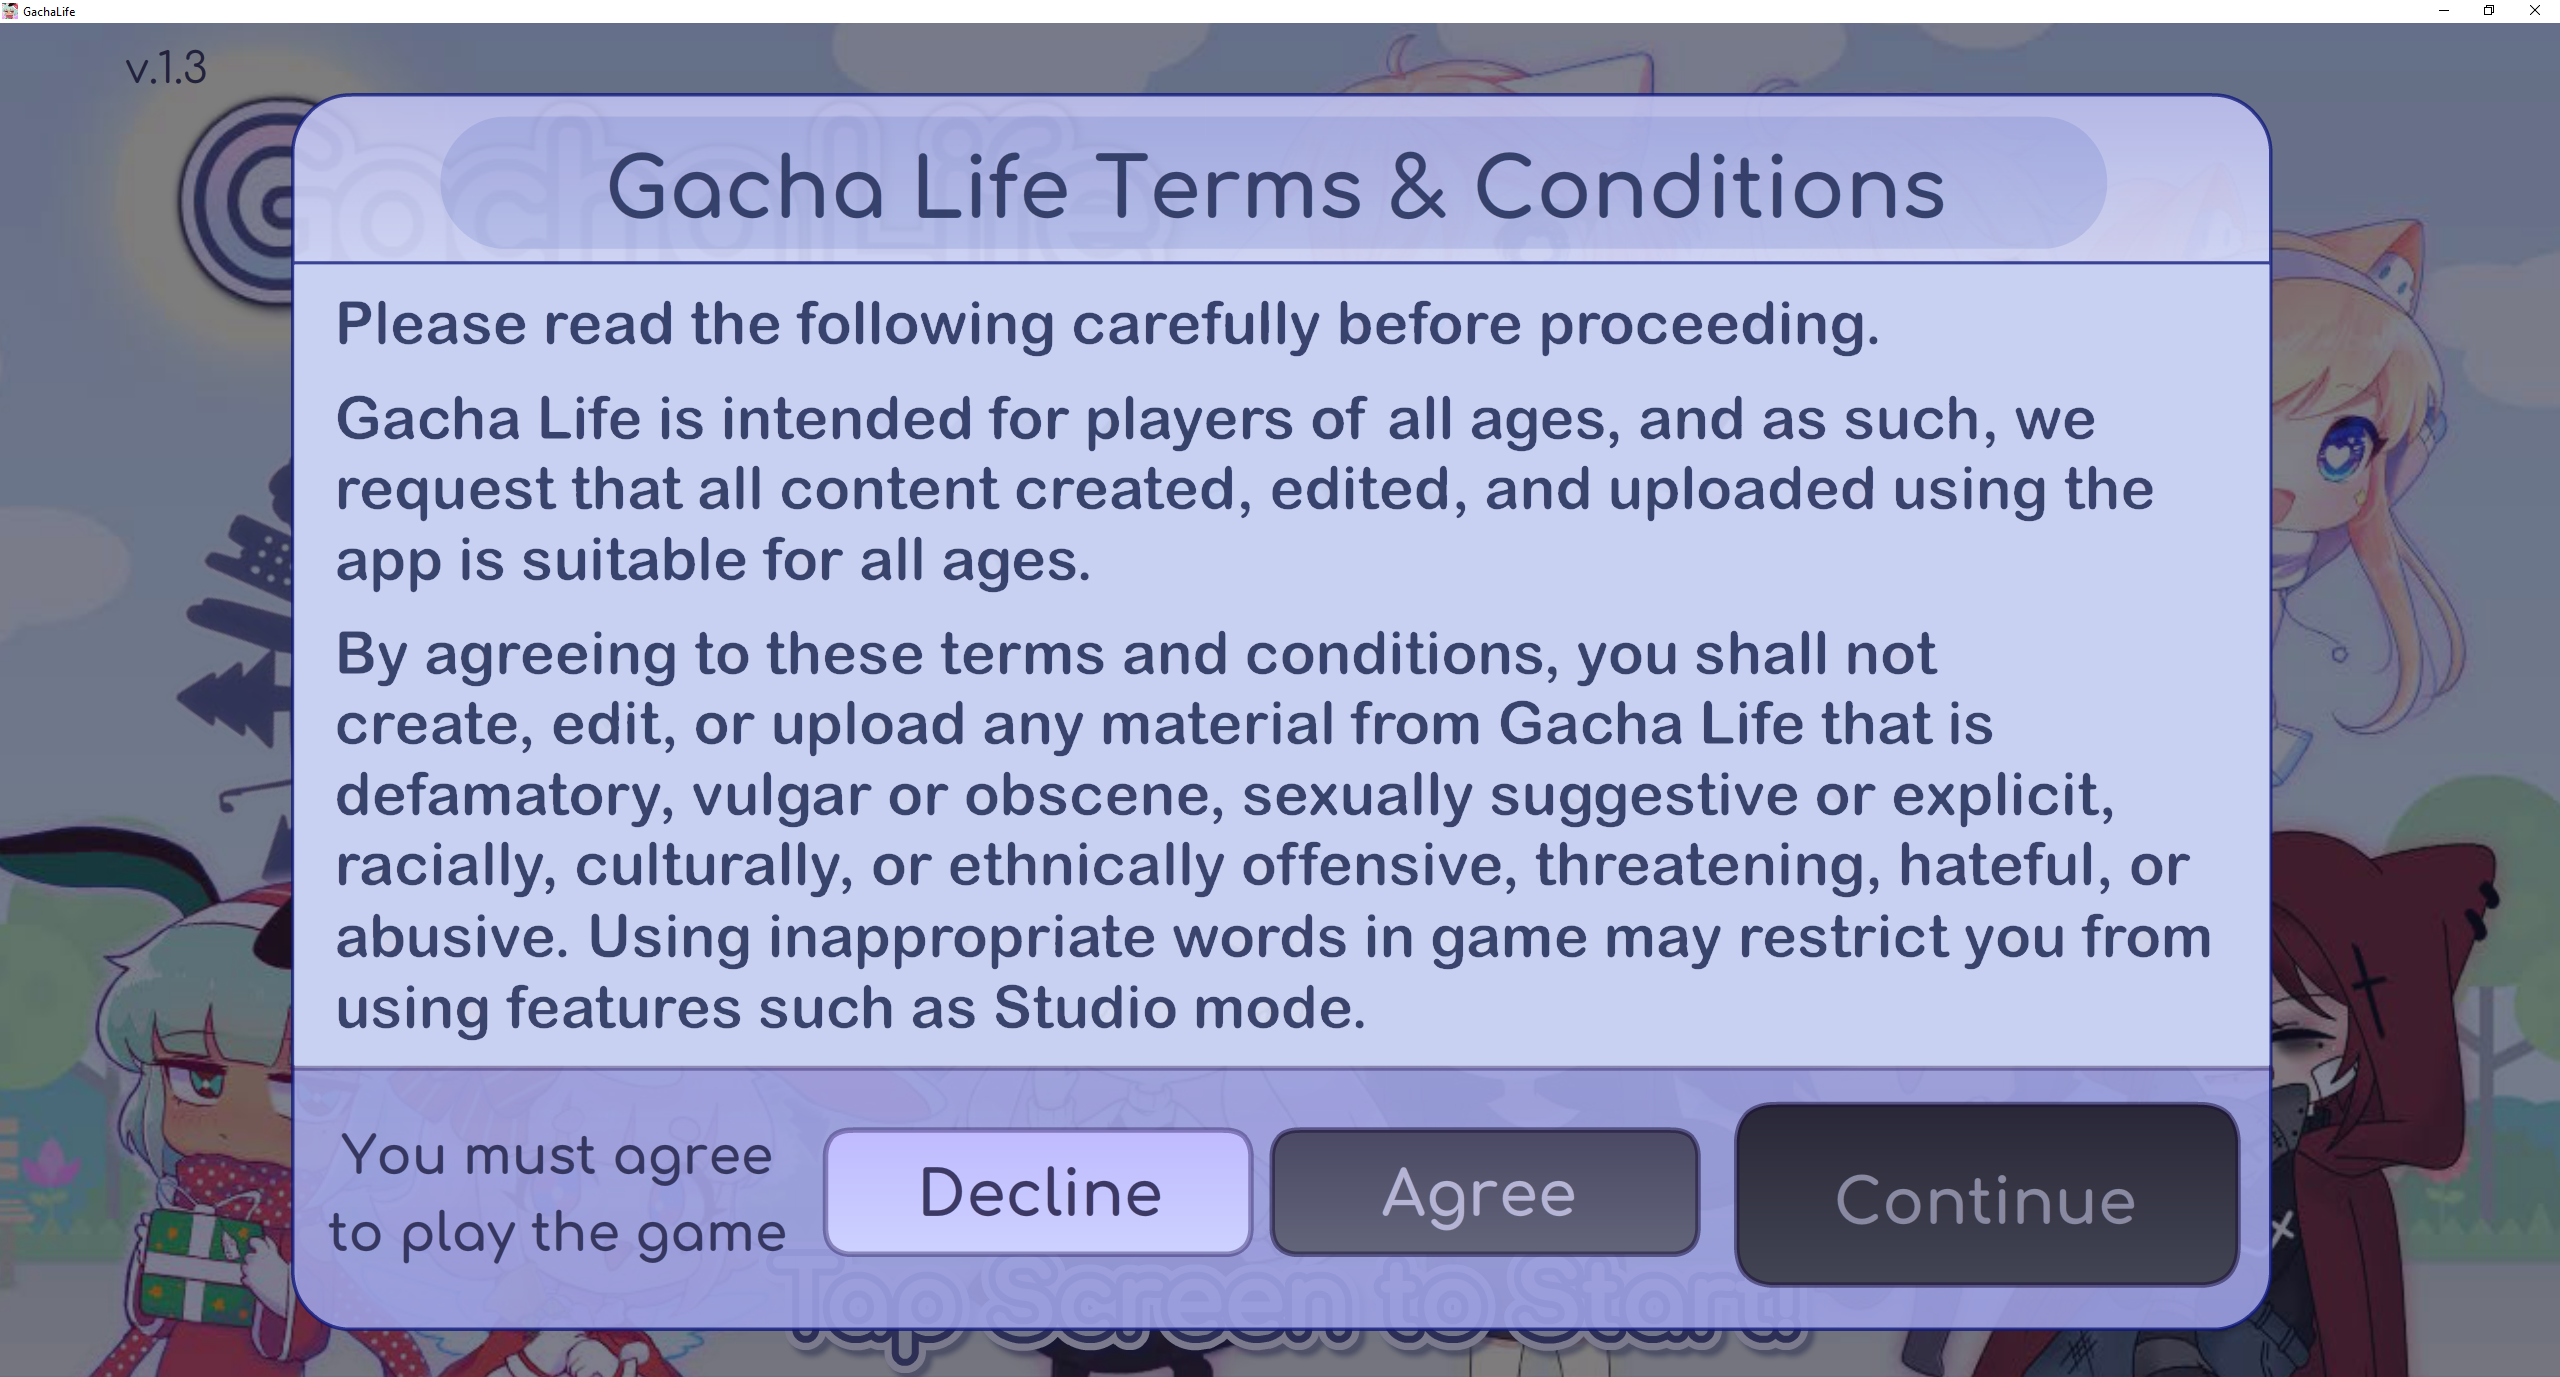 GachaLife
v.1.3
Gacha Life
Gacha Life Terms & Conditions
Please read the following carefully before proceeding.
Gacha Life is intended for players of all ages, and as such, we
request that all content created, edited, and uploaded using the
app is suitable for all ages.
By agreeing to these terms and conditions, you shall not
create, edit, or upload any material from Gacha Life that is
defamatory, vulgar or obscene, sexually suggestive or explicit,
racially, culturally, or ethnically offensive, threatening, hateful, or
abusive. Using inappropriate words in game may restrict you from
using features such as Studio mode.
You must agree
to play the game
Decline
Agree
Continue
Tap Screen to Start!